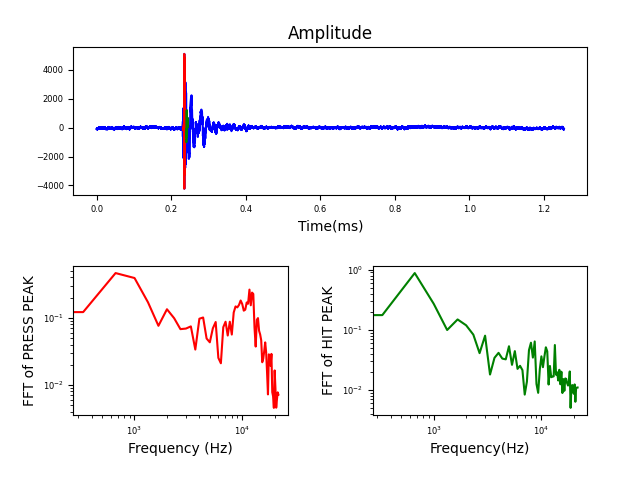 Amplitude
4000
2000
0
−2000
−4000
0.0 0.2 0.4 0.6 0.8 1.0 1.2
Time(ms)
FFT of PRESS PEAK
10⁻¹
10⁻²
10³ 10⁴
Frequency (Hz)
FFT of HIT PEAK
10⁰
10⁻¹
10⁻²
10³ 10⁴
Frequency(Hz)